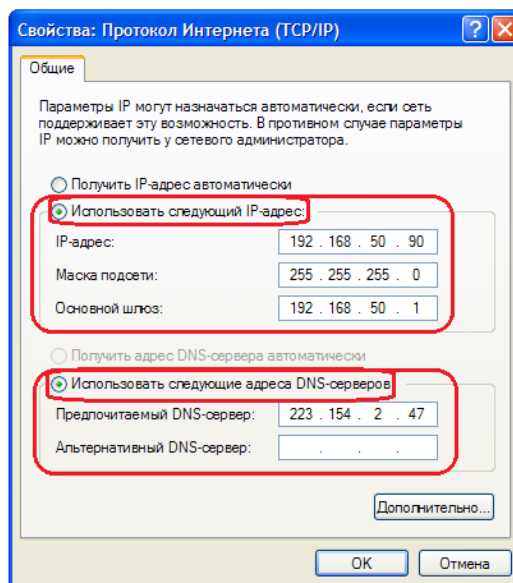 Свойства: Протокол Интернета (TCP/IP)
Общие
Параметры IP могут назначаться автоматически, если сеть
поддерживает эту возможность. В противном случае параметры
IP можно получить у сетевого администратора.
Получить IP-адрес автоматически
Использовать следующий IP-адрес:
IP-адрес: 192 . 168 . 50 . 90
Маска подсети: 255 . 255 . 255 . 0
Основной шлюз: 192 . 168 . 50 . 1
Получить адрес DNS-сервера автоматически
Использовать следующие адреса DNS-серверов
Предпочитаемый DNS-сервер: 223 . 154 . 2 . 47
Альтернативный DNS-сервер: . . .
Дополнительно...
OK Отмена